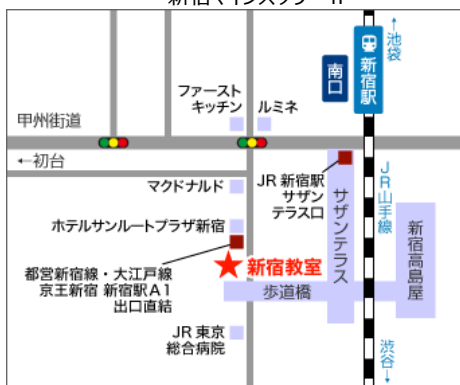 ↑池袋
新宿駅
南口
ファースト
キッチン
ルミネ
甲州街道
←初台
マクドナルド
JR 新宿駅
サザン
テラス口
JR山手線
サザンテラス
新宿高島屋
ホテルサンルートプラザ新宿
都営新宿線・大江戸線
京王新宿 新宿駅A1
出口直結
新宿教室
歩道橋
JR 東京
総合病院
渋谷↓